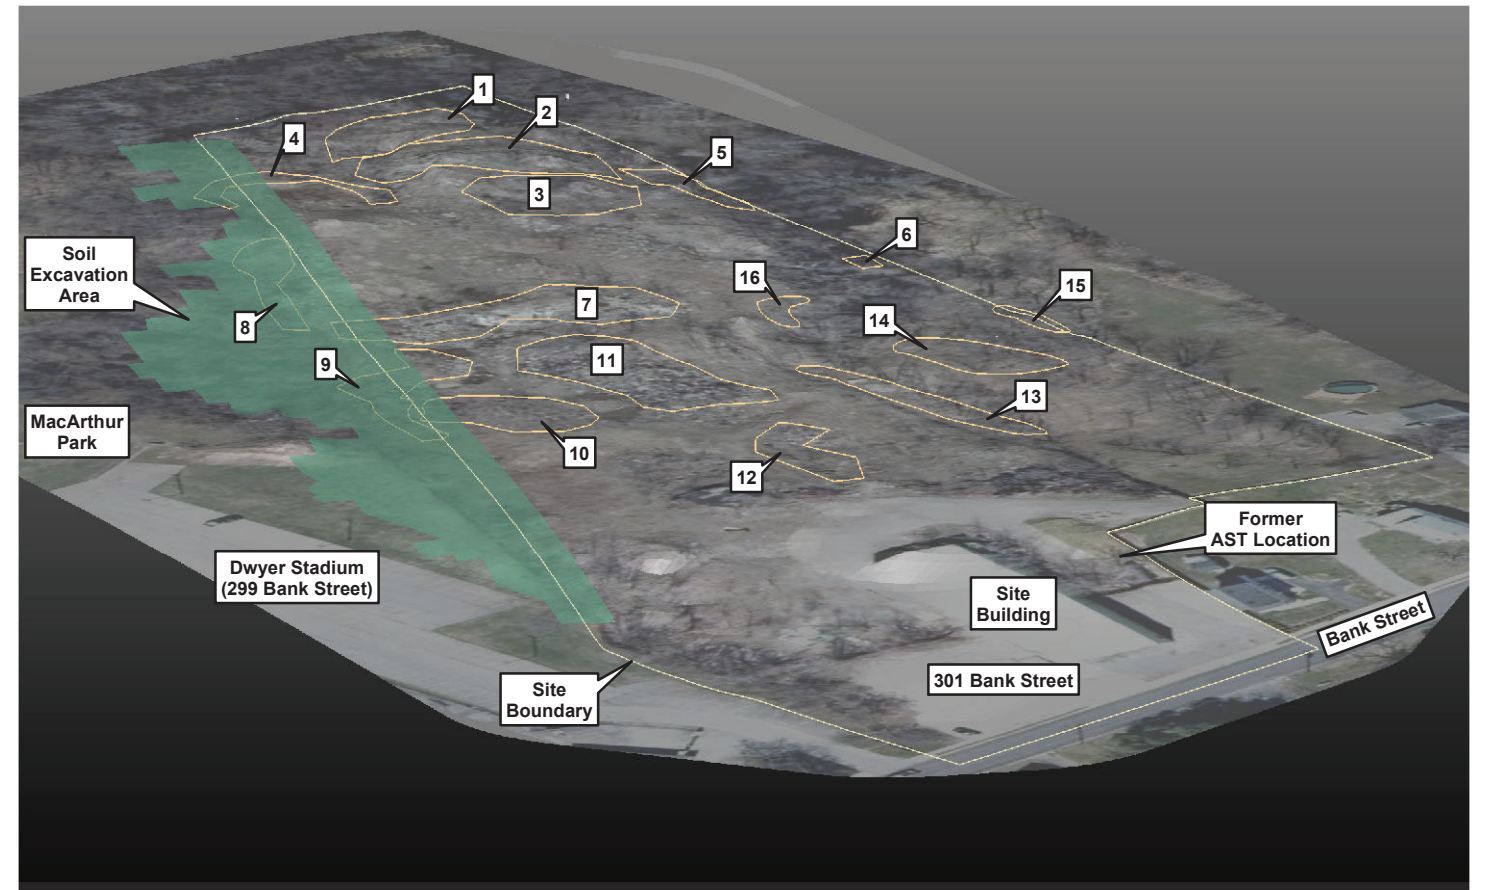 1
2
4
5
3
6
Soil
Excavation
Area
16
15
7
14
8
11
9
13
MacArthur
Park
10
12
Former
AST Location
Dwyer Stadium
(299 Bank Street)
Site
Building
Bank Street
301 Bank Street
Site
Boundary